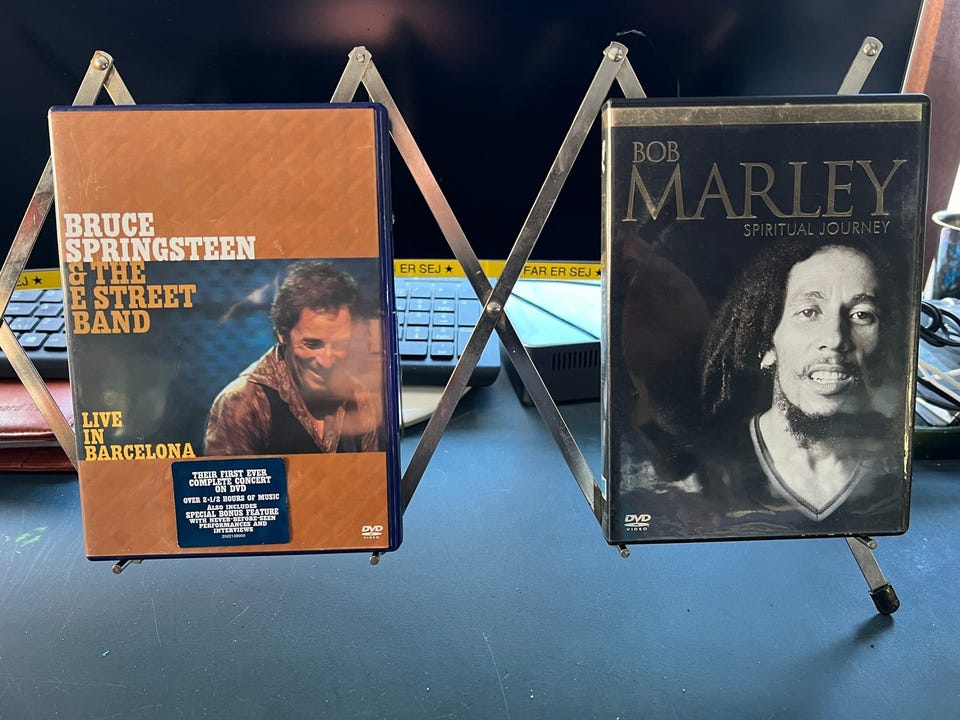 BRUCE
SPRINGSTEEN
& THE
E STREET
BAND
LIVE
IN
BARCELONA
THEIR FIRST EVER
COMPLETE CONCERT
ON DVD
OVER 2-1/2 HOURS OF MUSIC
ALSO INCLUDES
SPECIAL BONUS FEATURE
WITH NEVER-BEFORE-SEEN
PERFORMANCES AND
INTERVIEWS
2022139000
DVD
VIDEO
EJ ★
ER SEJ ★
FAR ER SEJ ★
BOB
MARLEY
SPIRITUAL JOURNEY
DVD
VIDEO